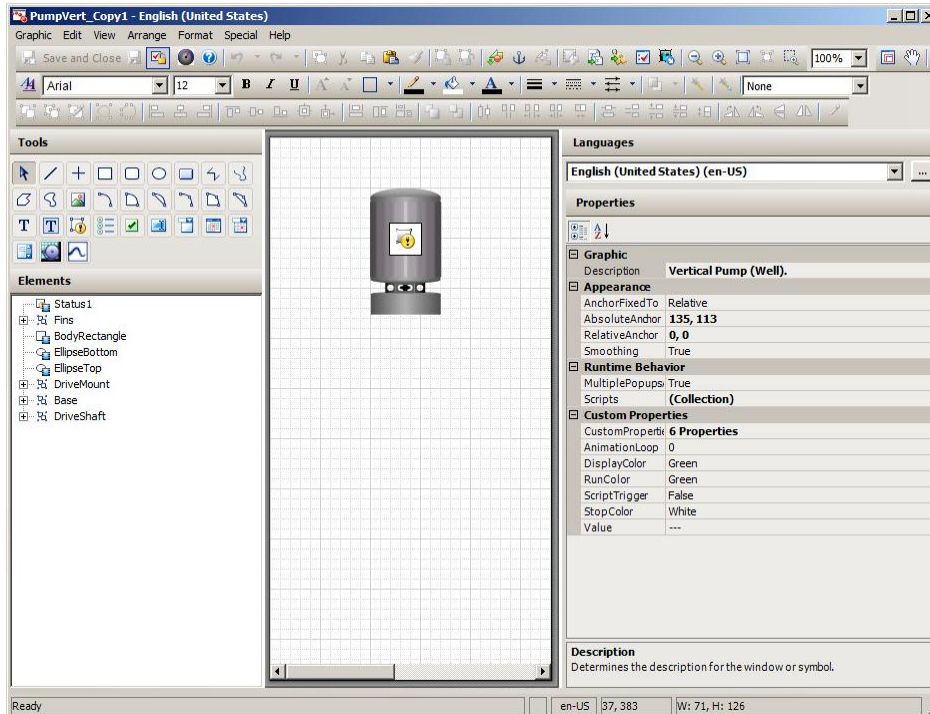 PumpVert_Copy1 - English (United States)
Graphic Edit View Arrange Format Special Help
Save and Close 100%
Arial 12 B I U A None
Tools
T T
Elements
Status1
Fins
BodyRectangle
EllipseBottom
EllipseTop
DriveMount
Base
DriveShaft
Languages
English (United States) (en-US) ...
Properties
Graphic
Description Vertical Pump (Well).
Appearance
AnchorFixedTo Relative
AbsoluteAnchor 135, 113
RelativeAnchor 0, 0
Smoothing True
Runtime Behavior
MultiplePopups True
Scripts (Collection)
Custom Properties
CustomPropertie 6 Properties
AnimationLoop 0
DisplayColor Green
RunColor Green
ScriptTrigger False
StopColor White
Value ---
Description
Determines the description for the window or symbol.
Ready en-US 37, 383 W: 71, H: 126